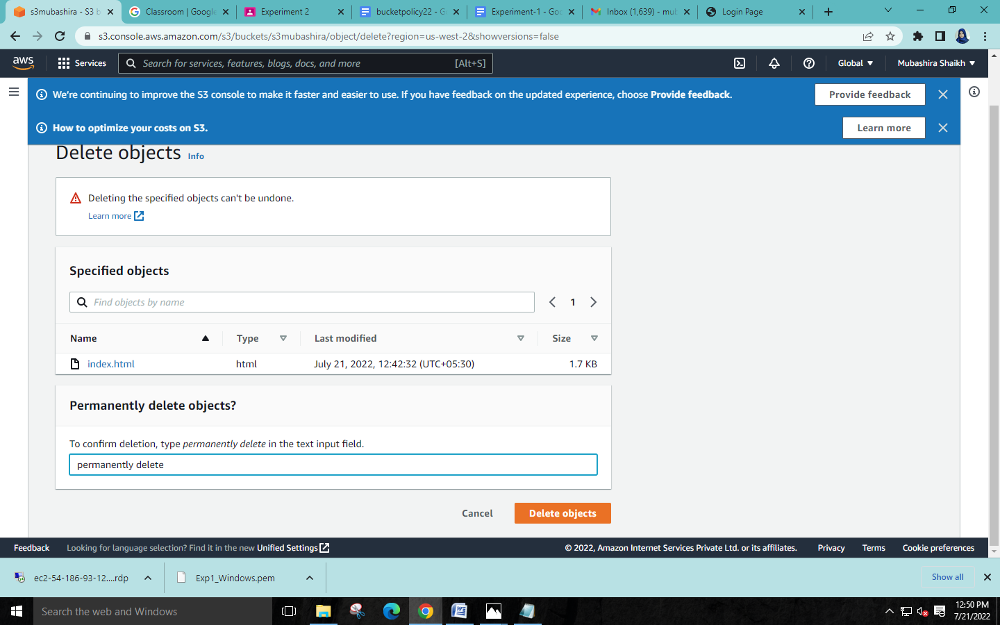 s3mubashira - S3 b
Classroom | Google
Experiment 2
bucketpolicy22 - G
Experiment-1 - Goo
Inbox (1,639) - mub
Login Page
s3.console.aws.amazon.com/s3/buckets/s3mubashira/object/delete?region=us-west-2&showversions=false
aws
Services
Search for services, features, blogs, docs, and more
[Alt+S]
Global
Mubashira Shaikh
We're continuing to improve the S3 console to make it faster and easier to use. If you have feedback on the updated experience, choose Provide feedback.
Provide feedback
How to optimize your costs on S3.
Learn more
Delete objects Info
Deleting the specified objects can't be undone.
Learn more
Specified objects
Find objects by name
1
Name Type Last modified Size
index.html html July 21, 2022, 12:42:32 (UTC+05:30) 1.7 KB
Permanently delete objects?
To confirm deletion, type permanently delete in the text input field.
permanently delete
Cancel
Delete objects
Feedback
Looking for language selection? Find it in the new Unified Settings
© 2022, Amazon Internet Services Private Ltd. or its affiliates.
Privacy
Terms
Cookie preferences
ec2-54-186-93-12....rdp
Exp1_Windows.pem
Show all
Search the web and Windows
12:50 PM
7/21/2022